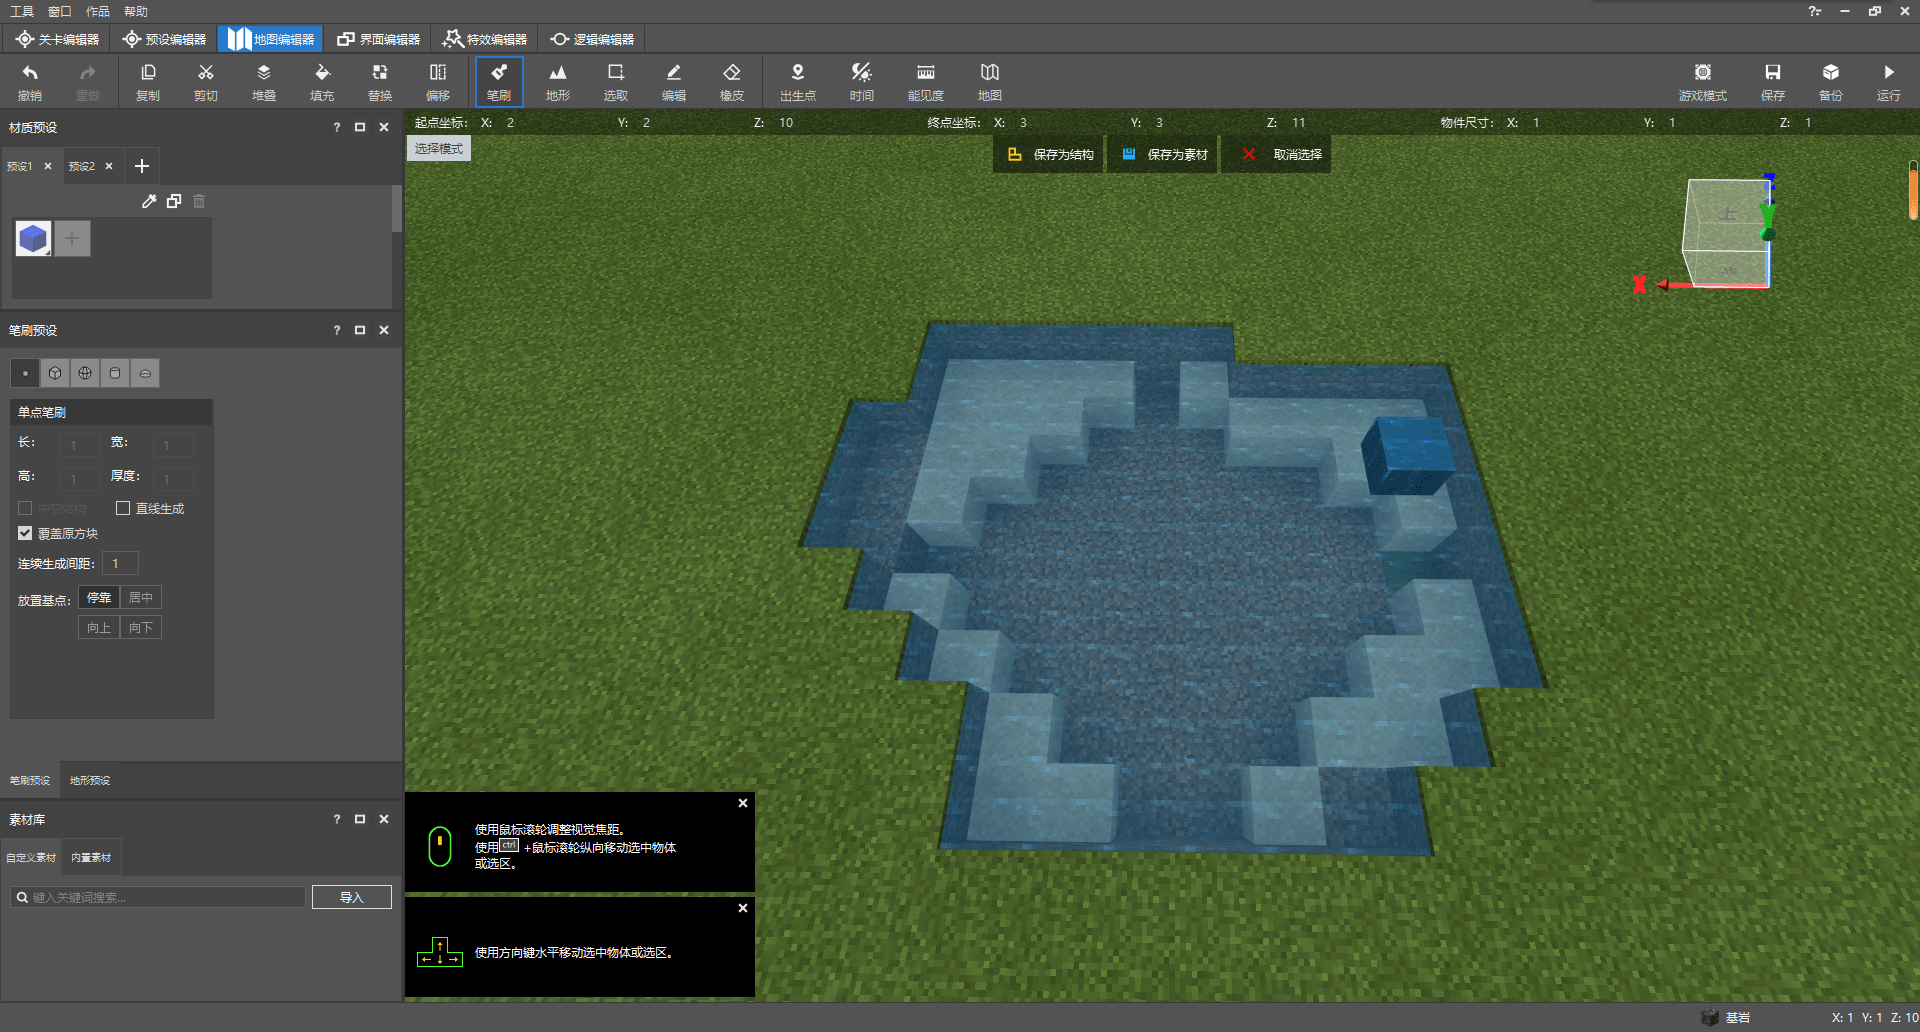 工具 窗口 作品 帮助
关卡编辑器 预设编辑器 地图编辑器 界面编辑器 特效编辑器 逻辑编辑器
撤销 重做 复制 剪切 堆叠 填充 替换 偏移 笔刷 地形 选取 编辑 橡皮 出生点 时间 能见度 地图 游戏模式 保存 备份 运行
材质预设 ?
起点坐标: X: 2 Y: 2 Z: 10 终点坐标: X: 3 Y: 3 Z: 11 物件尺寸: X: 1 Y: 1 Z: 1
选择模式
保存为结构 保存为素材 取消选择
预设1 预设2
上
Z
Y
X
笔刷预设 ?
单点笔刷
长: 1 宽: 1
高: 1 厚度: 1
中空结构 直线生成
覆盖原方块
连续生成间距: 1
放置基点: 停靠 居中
向上 向下
笔刷预设 地形预设
素材库 ?
自定义素材 内置素材
键入关键词搜索... 导入
使用鼠标滚轮调整视觉焦距。
使用ctrl +鼠标滚轮纵向移动选中物体
或选区。
使用方向键水平移动选中物体或选区。
基岩 X: 1 Y: 1 Z: 10